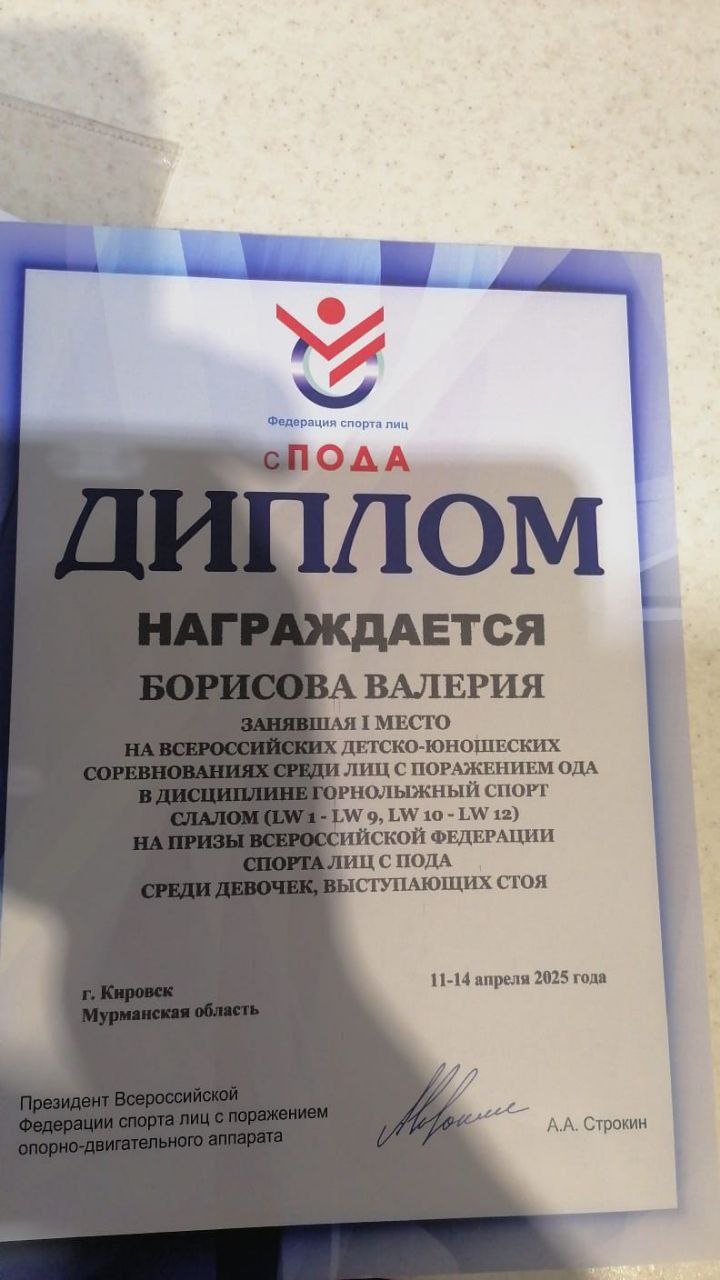 Федерация спорта лиц
с ПОДА
ДИПЛОМ
НАГРАЖДАЕТСЯ
БОРИСОВА ВАЛЕРИЯ
ЗАНЯВШАЯ I МЕСТО
НА ВСЕРОССИЙСКИХ ДЕТСКО-ЮНОШЕСКИХ
СОРЕВНОВАНИЯХ СРЕДИ ЛИЦ С ПОРАЖЕНИЕМ ОДА
В ДИСЦИПЛИНЕ ГОРНОЛЫЖНЫЙ СПОРТ
СЛАЛОМ (LW 1 - LW 9, LW 10 - LW 12)
НА ПРИЗЫ ВСЕРОССИЙСКОЙ ФЕДЕРАЦИИ
СПОРТА ЛИЦ С ПОДА
СРЕДИ ДЕВОЧЕК, ВЫСТУПАЮЩИХ СТОЯ
г. Кировск
Мурманская область
11-14 апреля 2025 года
Президент Всероссийской
Федерации спорта лиц с поражением
опорно-двигательного аппарата
А.А. Строкин